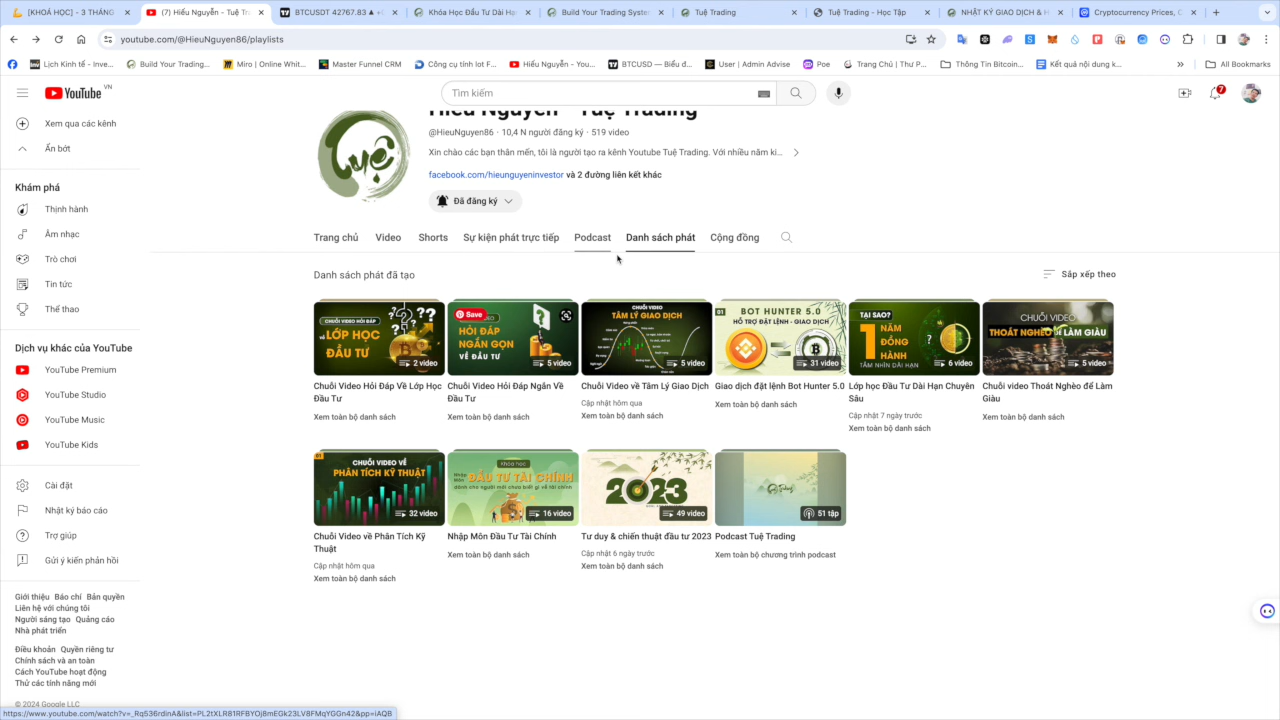 [KHOÁ HỌC] - 3 THÁNG
(7) Hiếu Nguyễn - Tuệ Tr
BTCUSDT 42767.83
Khóa Học Đầu Tư Dài Hạn
Build Your Trading System
Tuệ Trading
Tuệ Trading - Học Tập
NHẬT KÝ GIAO DỊCH &
Cryptocurrency Prices, C
youtube.com/@HieuNguyen86/playlists
Lịch Kinh tế - Inve...
Build Your Trading...
Miro | Online Whit...
Master Funnel CRM
Công cụ tính lot F...
Hiếu Nguyễn - You...
BTCUSD — Biểu đ...
User | Admin Advise
Poe
Trang Chủ | Thư P...
Thông Tin Bitcoin...
Kết quả nội dung k...
All Bookmarks
YouTube VN
Tìm kiếm
7
Xem qua các kênh
Ẩn bớt
Khám phá
Thịnh hành
Âm nhạc
Trò chơi
Tin tức
Thể thao
Dịch vụ khác của YouTube
YouTube Premium
YouTube Studio
YouTube Music
YouTube Kids
Cài đặt
Nhật ký báo cáo
Trợ giúp
Gửi ý kiến phản hồi
Giới thiệu Báo chí Bản quyền
Liên hệ với chúng tôi
Người sáng tạo Quảng cáo
Nhà phát triển
Điều khoản Quyền riêng tư
Chính sách và an toàn
Cách YouTube hoạt động
Thử các tính năng mới
© 2024 Google LLC
https://www.youtube.com/watch?v=_Rq536rdinA&list=PL2tXLR81RFBYOj8mEGk23LV8FMqYGGn42&pp=iAQB
Tuệ
Hiếu Nguyễn - Tuệ Trading
@HieuNguyen86 · 10,4 N người đăng ký · 519 video
Xin chào các bạn thân mến, tôi là người tạo ra kênh Youtube Tuệ Trading. Với nhiều năm ki...
facebook.com/hieunguyeninvestor và 2 đường liên kết khác
Đã đăng ký
Trang chủ Video Shorts Sự kiện phát trực tiếp Podcast Danh sách phát Cộng đồng
Danh sách phát đã tạo
Sắp xếp theo
CHUỖI VIDEO HỎI ĐÁP
VỀ LỚP HỌC
ĐẦU TƯ
2 video
Chuỗi Video Hỏi Đáp Về Lớp Học
Đầu Tư
Xem toàn bộ danh sách
Save
HỎI ĐÁP
NGẮN GỌN
VỀ ĐẦU TƯ
5 video
Chuỗi Video Hỏi Đáp Ngắn Về
Đầu Tư
Xem toàn bộ danh sách
CHUỖI VIDEO
TÂM LÝ GIAO DỊCH
5 video
Chuỗi Video về Tâm Lý Giao Dịch
Cập nhật hôm qua
Xem toàn bộ danh sách
01
BOT HUNTER 5.0
HỖ TRỢ ĐẶT LỆNH - GIAO DỊCH
31 video
Giao dịch đặt lệnh Bot Hunter 5.0
Xem toàn bộ danh sách
TẠI SAO?
1 NĂM
ĐỒNG
HÀNH
TẦM NHÌN DÀI HẠN
6 video
Lớp học Đầu Tư Dài Hạn Chuyên
Sâu
Cập nhật 7 ngày trước
Xem toàn bộ danh sách
CHUỖI VIDEO
THOÁT NGHÈO ĐỂ LÀM GIÀU
5 video
Chuỗi video Thoát Nghèo để Làm
Giàu
Xem toàn bộ danh sách
01
CHUỖI VIDEO VỀ
PHÂN TÍCH KỸ THUẬT
32 video
Chuỗi Video về Phân Tích Kỹ
Thuật
Cập nhật hôm qua
Xem toàn bộ danh sách
Khóa học
Nhập Môn ĐẦU TƯ TÀI CHÍNH
dành cho người mới chưa biết gì về tài chính
16 video
Nhập Môn Đầu Tư Tài Chính
Xem toàn bộ danh sách
2023
49 video
Tư duy & chiến thuật đầu tư 2023
Cập nhật 6 ngày trước
Xem toàn bộ danh sách
51 tập
Podcast Tuệ Trading
Xem toàn bộ chương trình podcast